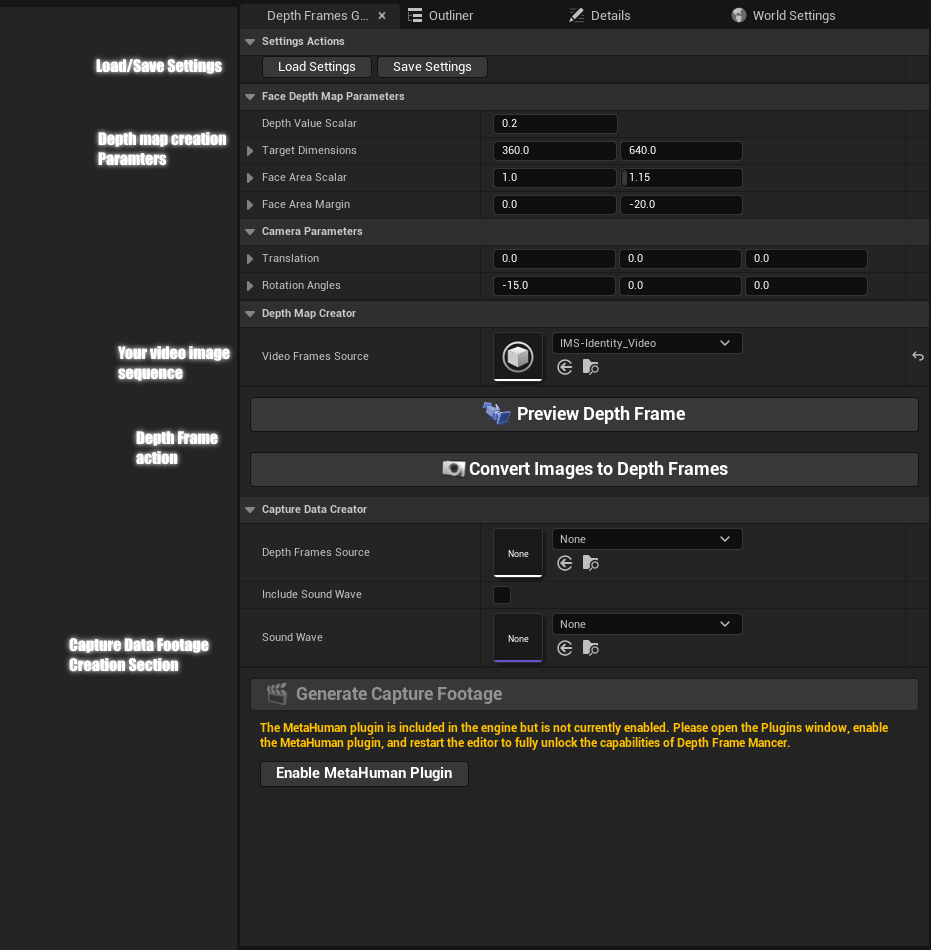 Depth Frames G...
Outliner
Details
World Settings
Settings Actions
Load/Save Settings
Load Settings
Save Settings
Face Depth Map Parameters
Depth map creation
Paramters
Depth Value Scalar
0.2
Target Dimensions
360.0
640.0
Face Area Scalar
1.0
1.15
Face Area Margin
0.0
-20.0
Camera Parameters
Translation
0.0
0.0
0.0
Rotation Angles
-15.0
0.0
0.0
Depth Map Creator
Your video image
sequence
Video Frames Source
IMS-Identity_Video
Preview Depth Frame
Depth Frame
action
Convert Images to Depth Frames
Capture Data Creator
Depth Frames Source
None
None
Include Sound Wave
Capture Data Footage
Creation Section
Sound Wave
None
None
Generate Capture Footage
The MetaHuman plugin is included in the engine but is not currently enabled. Please open the Plugins window, enable
the MetaHuman plugin, and restart the editor to fully unlock the capabilities of Depth Frame Mancer.
Enable MetaHuman Plugin